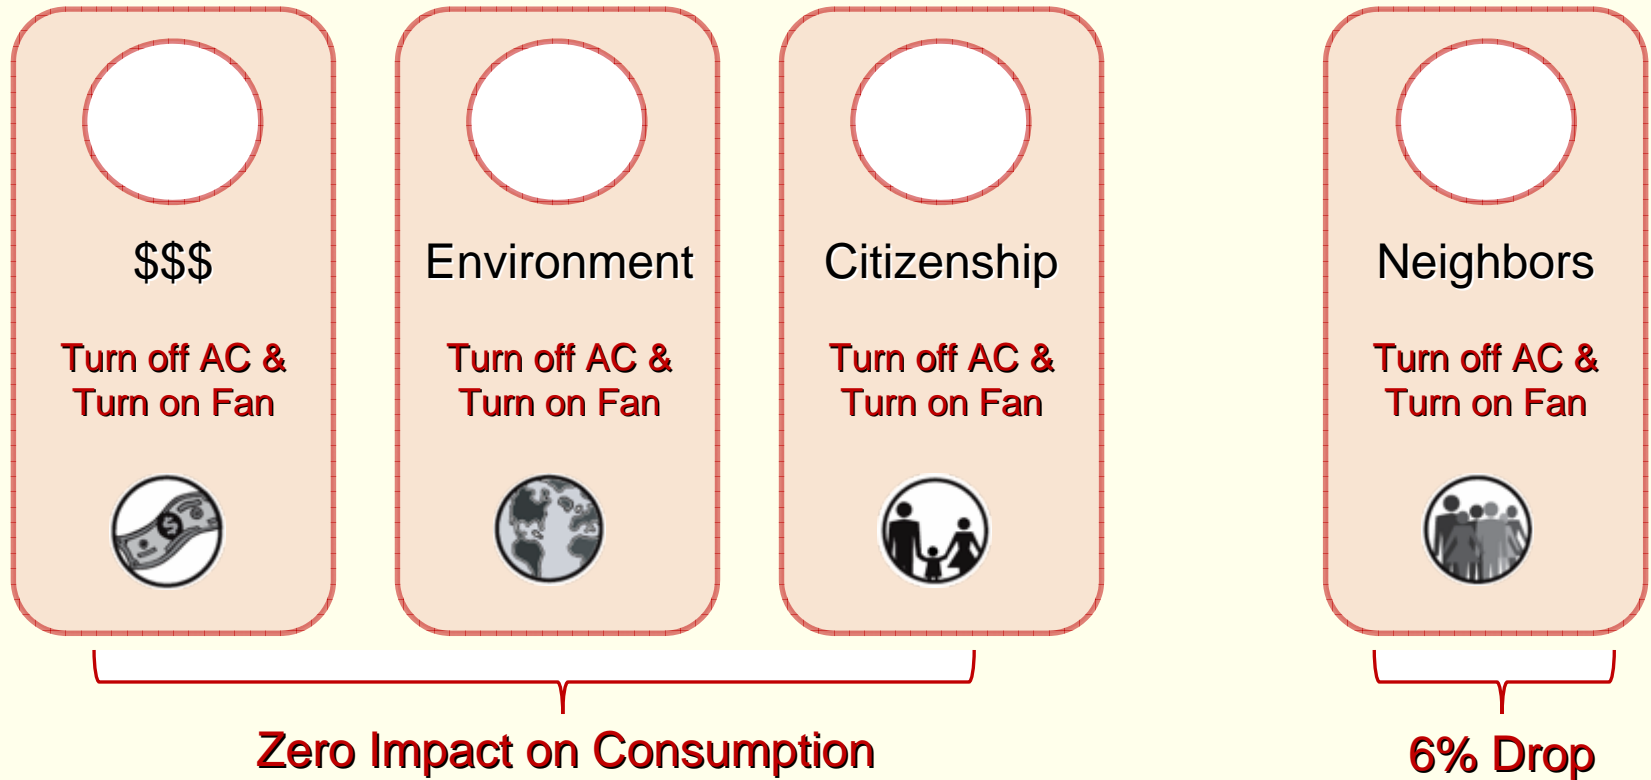 $$$
Turn off AC &
Turn on Fan
$
Environment
Turn off AC &
Turn on Fan
Citizenship
Turn off AC &
Turn on Fan
Neighbors
Turn off AC &
Turn on Fan
Zero Impact on Consumption
6% Drop